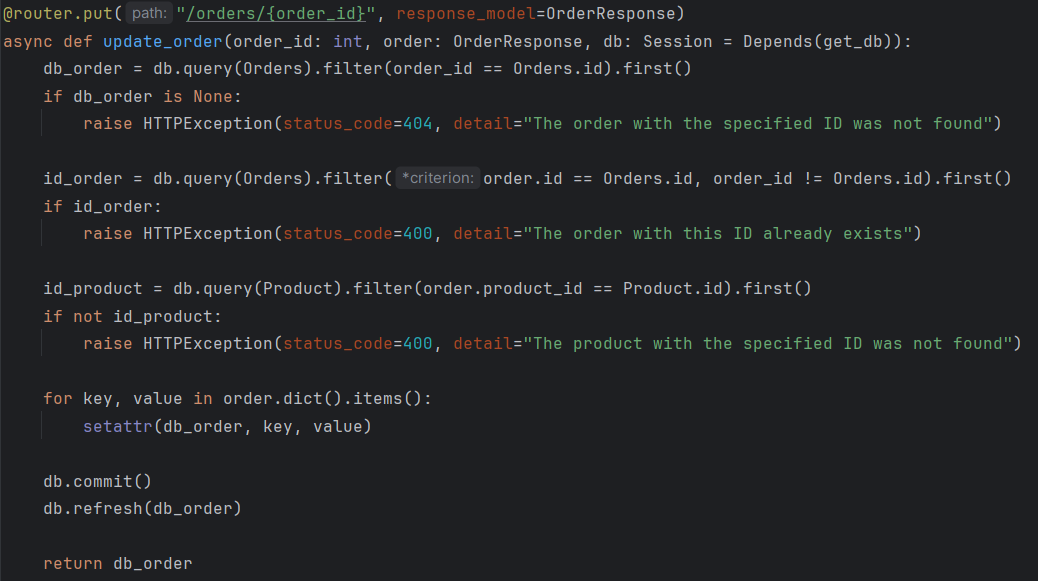 @router.put( path: "/orders/{order_id}", response_model=OrderResponse)
async def update_order(order_id: int, order: OrderResponse, db: Session = Depends(get_db)):
    db_order = db.query(Orders).filter(order_id == Orders.id).first()
    if db_order is None:
        raise HTTPException(status_code=404, detail="The order with the specified ID was not found")

    id_order = db.query(Orders).filter( *criterion: order.id == Orders.id, order_id != Orders.id).first()
    if id_order:
        raise HTTPException(status_code=400, detail="The order with this ID already exists")

    id_product = db.query(Product).filter(order.product_id == Product.id).first()
    if not id_product:
        raise HTTPException(status_code=400, detail="The product with the specified ID was not found")

    for key, value in order.dict().items():
        setattr(db_order, key, value)

    db.commit()
    db.refresh(db_order)

    return db_order